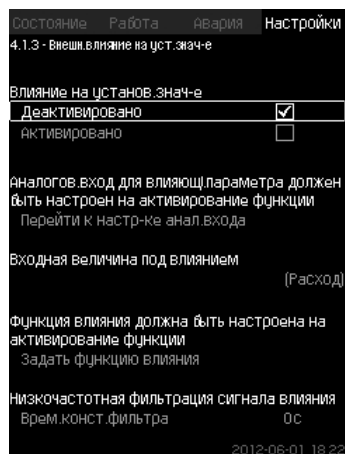 Состояние Работа Авария Настройки
4.1.3 - Внешн.влияние на уст.знач-е
Влияние на установ.знач-е
Деактивировано
Активировано
Аналогов.вход для влияющ.параметра должен
быть настроен на активирование функции
Перейти к настр-ке анал.входа
Входная величина под влиянием
(Расход)
Функция влияния должна быть настроена на
активирование функции
Задать функцию влияния
Низкочастотная фильтрация сигнала влияния
Врем.конст.фильтра 0с
2012-06-01 18:22